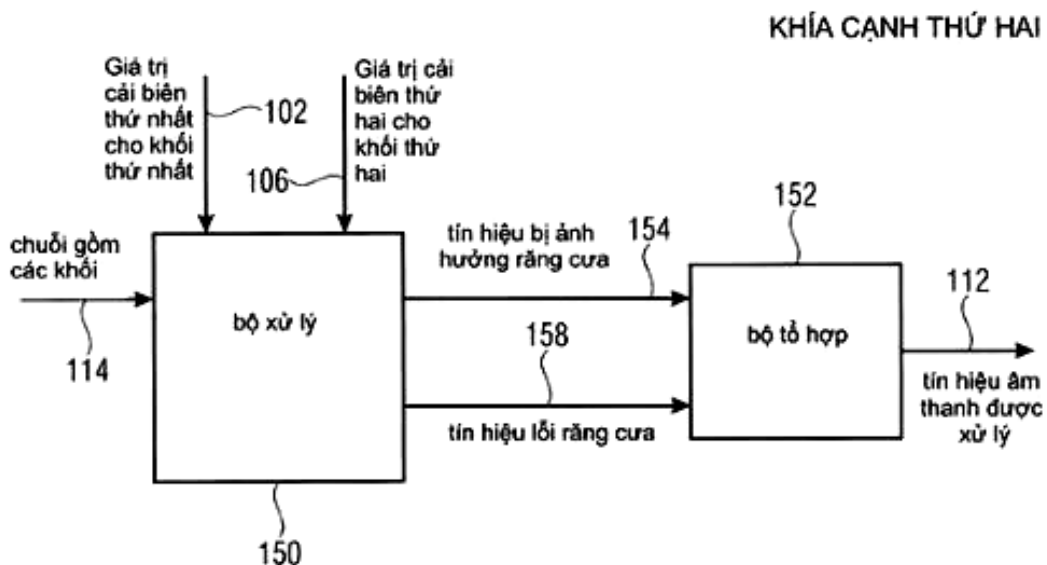 KHÍA CẠNH THỨ HAI
Giá trị
cải biên
thứ nhất
cho khối
thứ nhất
102
Giá trị cải
biên thứ
hai cho
khối thứ
hai
106
chuỗi gồm
các khối
114
bộ xử lý
150
tín hiệu bị ảnh
hưởng răng cưa
154
158
tín hiệu lỗi răng cưa
152
bộ tổ hợp
112
tín hiệu âm
thanh được
xử lý